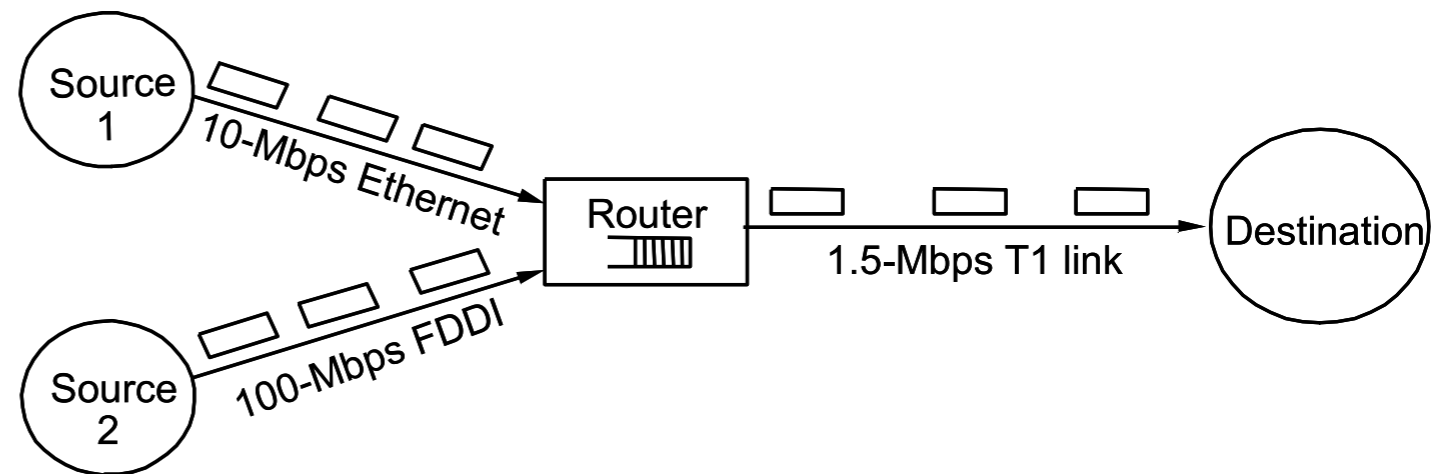 Source
1
10-Mbps Ethernet
Router
1.5-Mbps T1 link
Destination
100-Mbps FDDI
Source
2